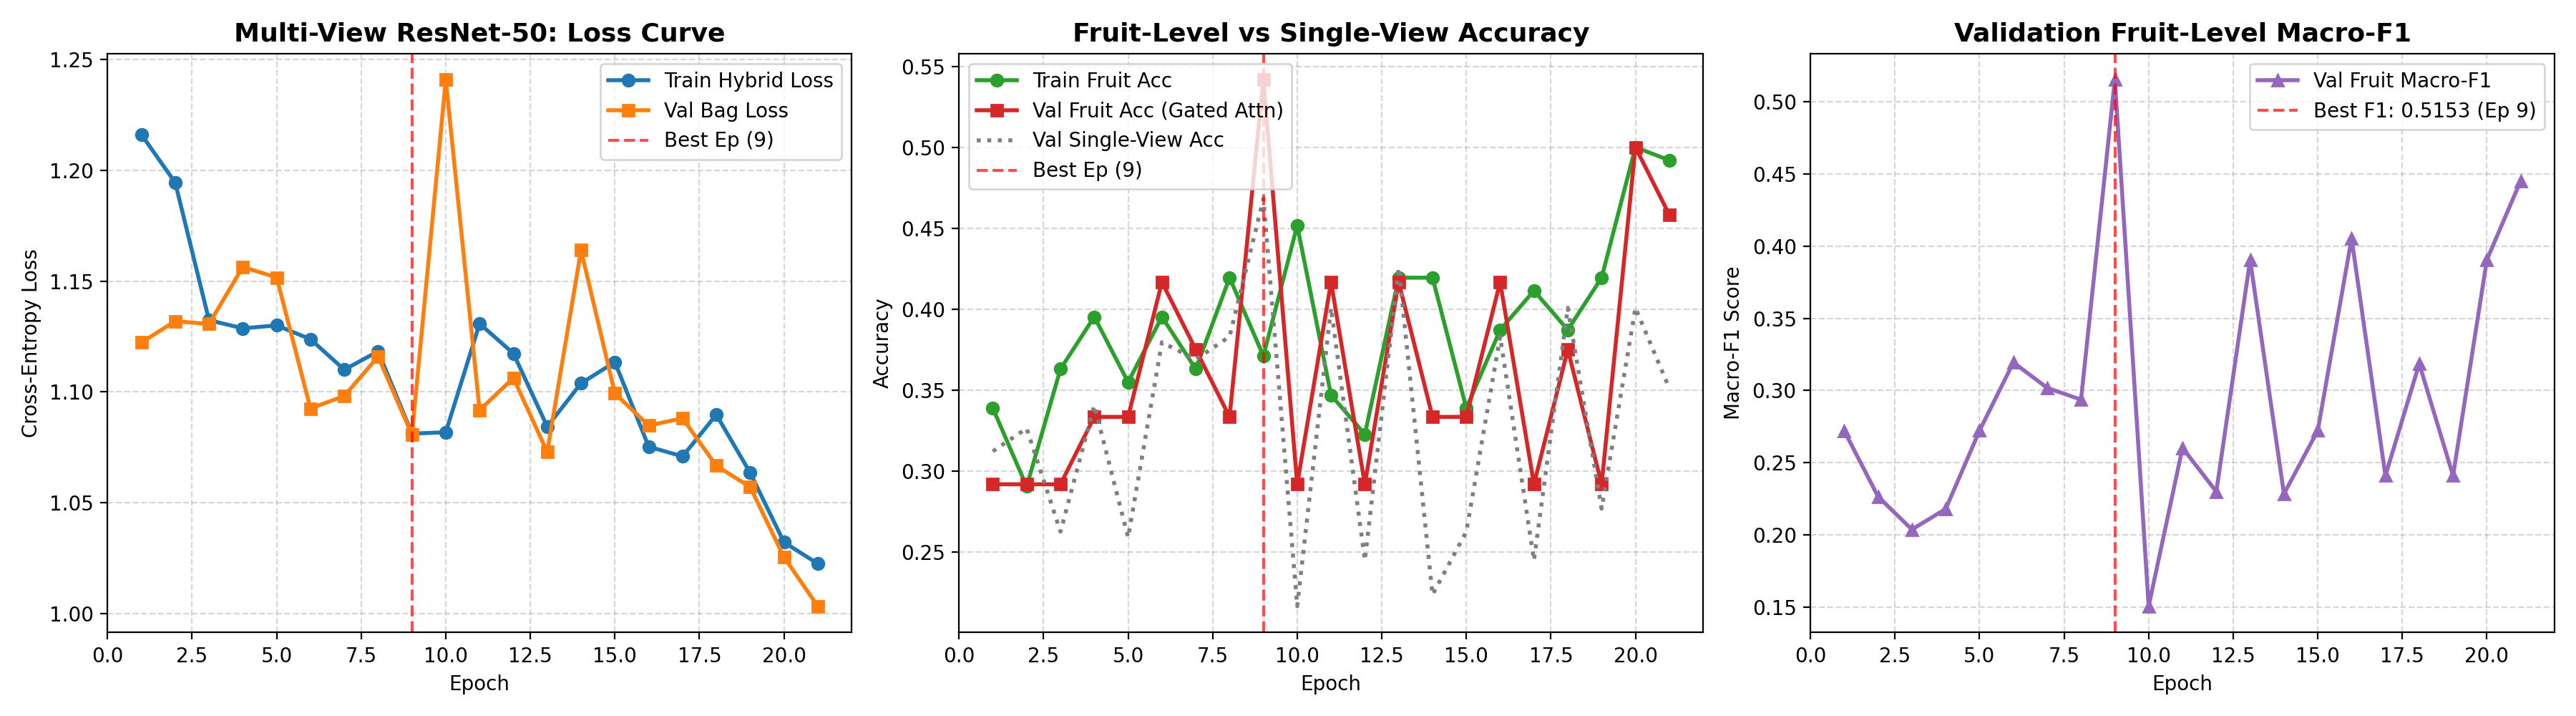 Multi-View ResNet-50: Loss Curve
Cross-Entropy Loss
1.25
1.20
1.15
1.10
1.05
1.00
Train Hybrid Loss
Val Bag Loss
Best Ep (9)
0.0 2.5 5.0 7.5 10.0 12.5 15.0 17.5 20.0
Epoch
Fruit-Level vs Single-View Accuracy
Accuracy
0.55
0.50
0.45
0.40
0.35
0.30
0.25
Train Fruit Acc
Val Fruit Acc (Gated Attn)
Val Single-View Acc
Best Ep (9)
0.0 2.5 5.0 7.5 10.0 12.5 15.0 17.5 20.0
Epoch
Validation Fruit-Level Macro-F1
Macro-F1 Score
0.50
0.45
0.40
0.35
0.30
0.25
0.20
0.15
Val Fruit Macro-F1
Best F1: 0.5153 (Ep 9)
0.0 2.5 5.0 7.5 10.0 12.5 15.0 17.5 20.0
Epoch